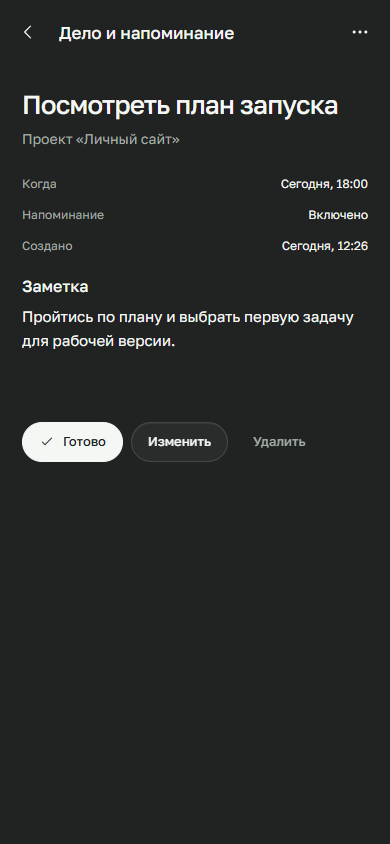 Дело и напоминание
Посмотреть план запуска
Проект «Личный сайт»
Когда Сегодня, 18:00
Напоминание Включено
Создано Сегодня, 12:26
Заметка
Пройтись по плану и выбрать первую задачу
для рабочей версии.
Готово Изменить Удалить